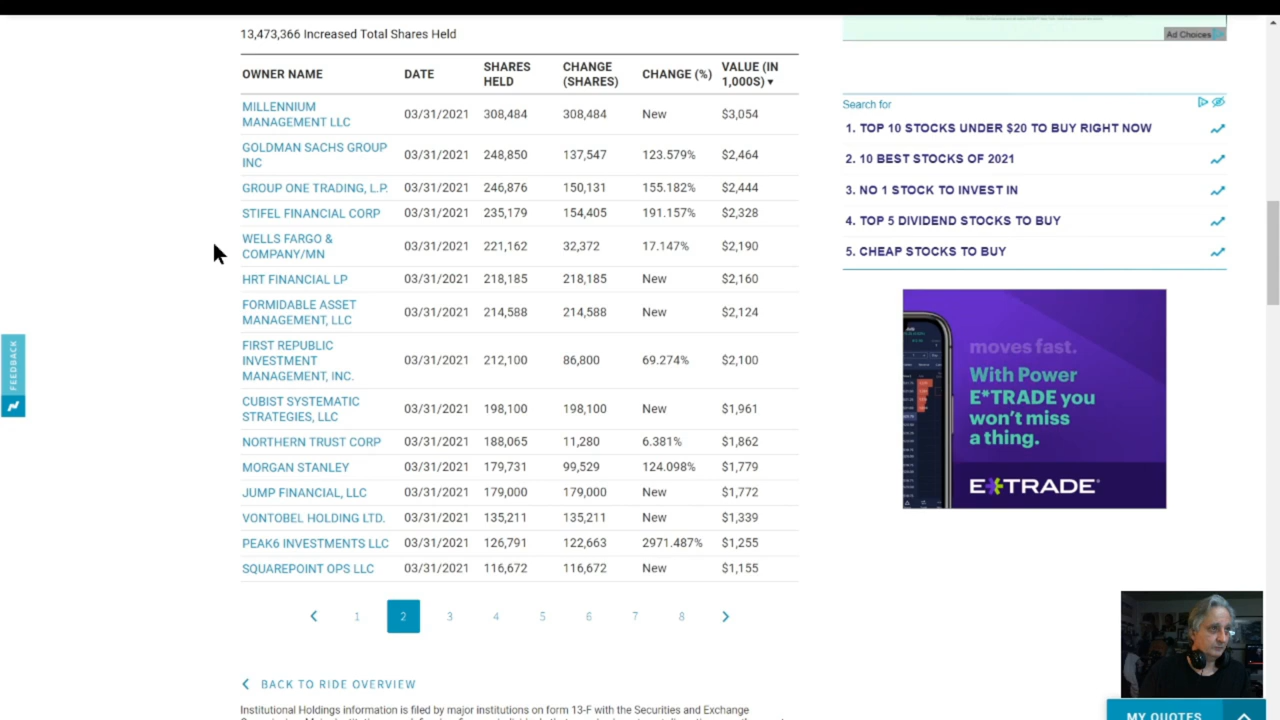 Ad Choices
13,473,366 Increased Total Shares Held
OWNER NAME DATE SHARES HELD CHANGE (SHARES) CHANGE (%) VALUE (IN 1,000S) ▼
MILLENNIUM MANAGEMENT LLC 03/31/2021 308,484 308,484 New $3,054
GOLDMAN SACHS GROUP INC 03/31/2021 248,850 137,547 123.579% $2,464
GROUP ONE TRADING, L.P. 03/31/2021 246,876 150,131 155.182% $2,444
STIFEL FINANCIAL CORP 03/31/2021 235,179 154,405 191.157% $2,328
WELLS FARGO & COMPANY/MN 03/31/2021 221,162 32,372 17.147% $2,190
HRT FINANCIAL LP 03/31/2021 218,185 218,185 New $2,160
FORMIDABLE ASSET MANAGEMENT, LLC 03/31/2021 214,588 214,588 New $2,124
FIRST REPUBLIC INVESTMENT MANAGEMENT, INC. 03/31/2021 212,100 86,800 69.274% $2,100
CUBIST SYSTEMATIC STRATEGIES, LLC 03/31/2021 198,100 198,100 New $1,961
NORTHERN TRUST CORP 03/31/2021 188,065 11,280 6.381% $1,862
MORGAN STANLEY 03/31/2021 179,731 99,529 124.098% $1,779
JUMP FINANCIAL, LLC 03/31/2021 179,000 179,000 New $1,772
VONTOBEL HOLDING LTD. 03/31/2021 135,211 135,211 New $1,339
PEAK6 INVESTMENTS LLC 03/31/2021 126,791 122,663 2971.487% $1,255
SQUAREPOINT OPS LLC 03/31/2021 116,672 116,672 New $1,155
1 2 3 4 5 6 7 8
BACK TO RIDE OVERVIEW
Institutional Holdings information is filed by major institutions on form 13-F with the Securities and Exchange
FEEDBACK
Search for
1. TOP 10 STOCKS UNDER $20 TO BUY RIGHT NOW
2. 10 BEST STOCKS OF 2021
3. NO 1 STOCK TO INVEST IN
4. TOP 5 DIVIDEND STOCKS TO BUY
5. CHEAP STOCKS TO BUY
moves fast.
With Power
E*TRADE you
won't miss
a thing.
E*TRADE
MY QUOTES